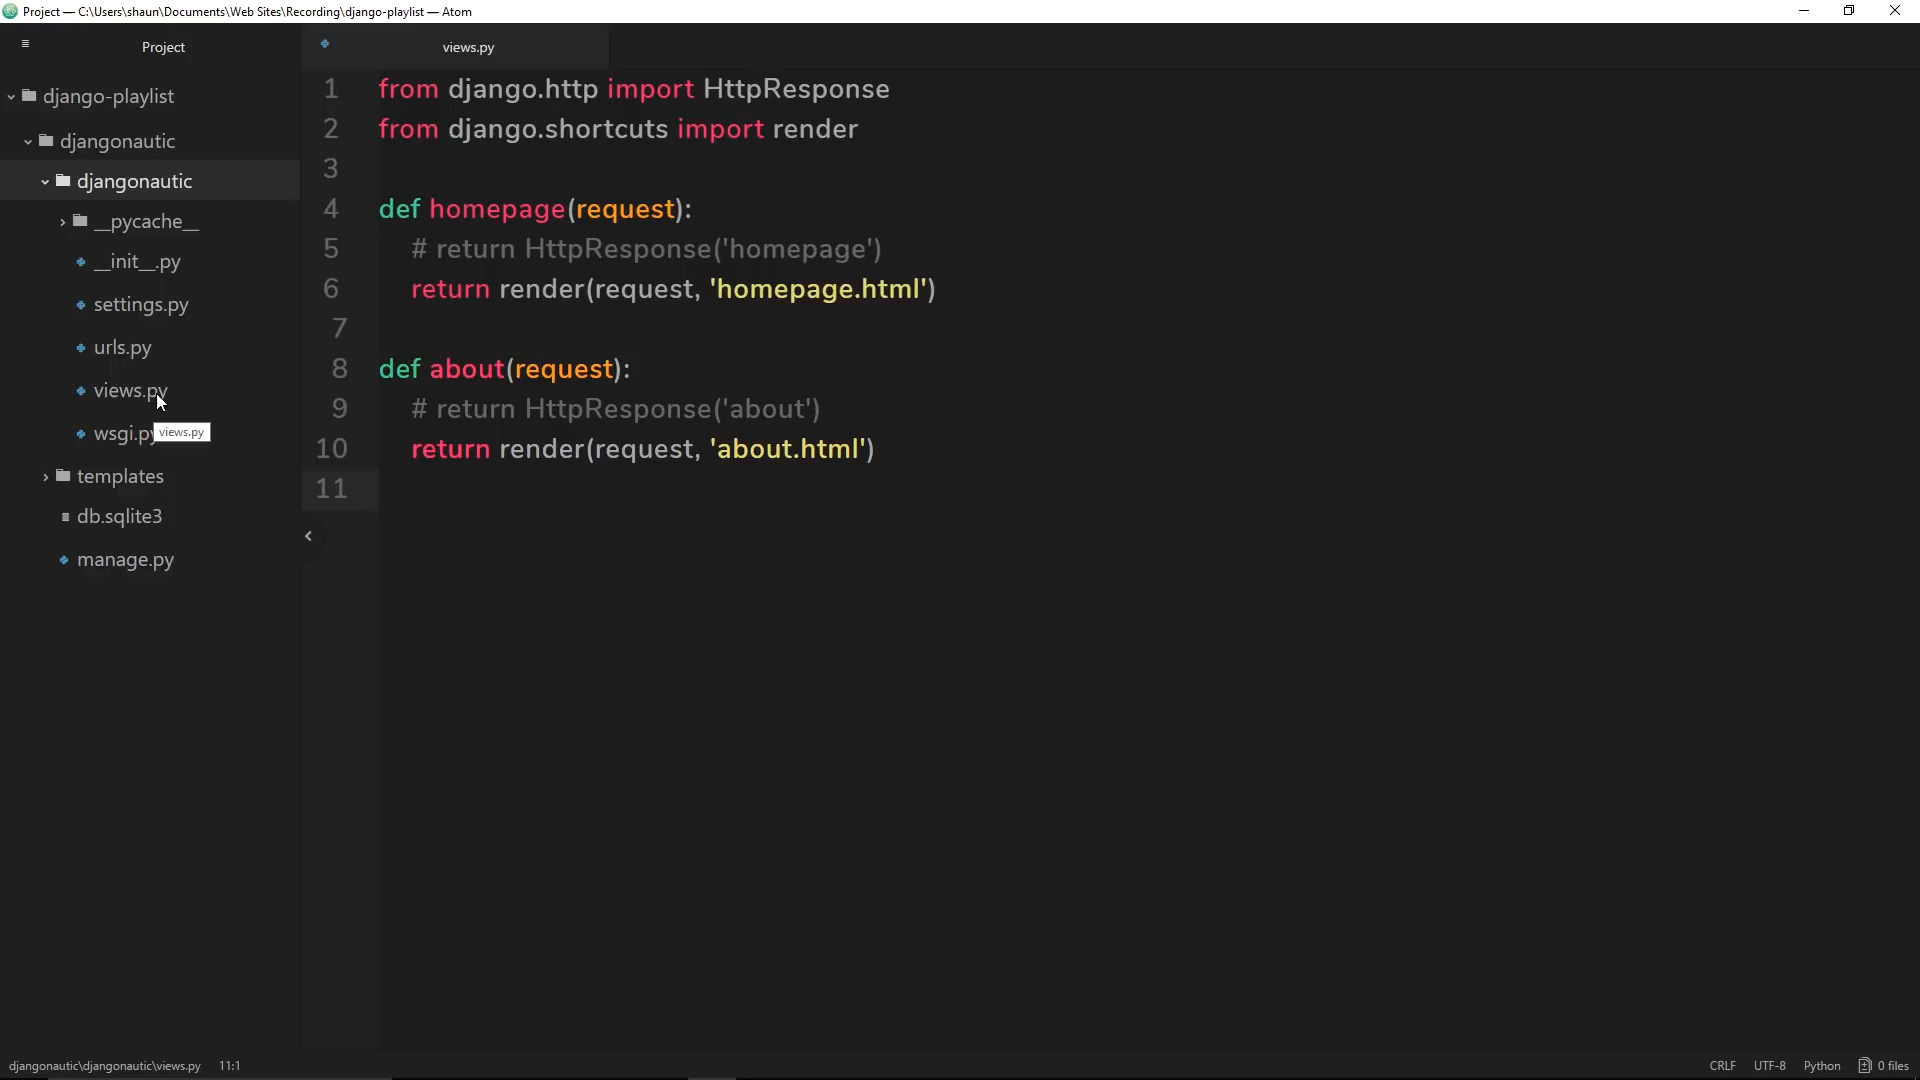 Project — C:\Users\shaun\Documents\Web Sites\Recording\django-playlist — Atom
Project
views.py
django-playlist
djangonautic
djangonautic
__pycache__
__init__.py
settings.py
urls.py
views.py
wsgi.py
views.py
templates
db.sqlite3
manage.py
1 from django.http import HttpResponse
2 from django.shortcuts import render
3
4 def homepage(request):
5 # return HttpResponse('homepage')
6 return render(request, 'homepage.html')
7
8 def about(request):
9 # return HttpResponse('about')
10 return render(request, 'about.html')
11
djangonautic\djangonautic\views.py 11:1
CRLF UTF-8 Python 0 files